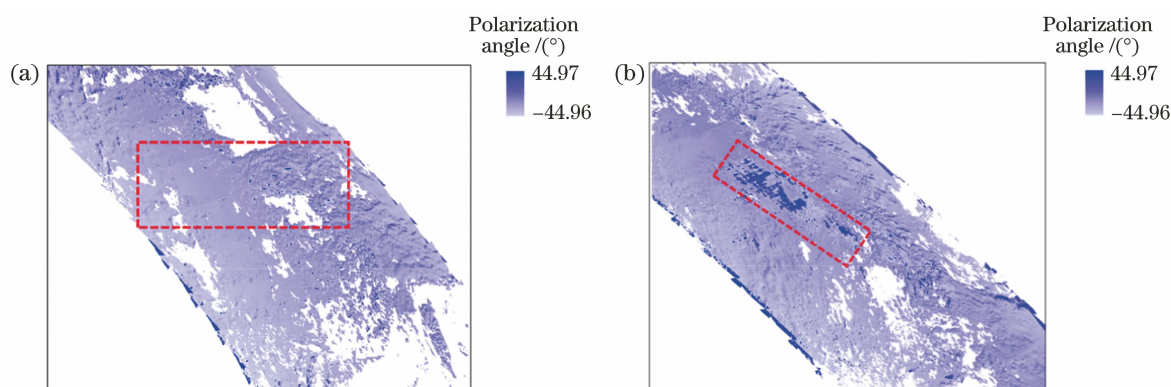 Polarization
angle /(°)
(a)
44.97
−44.96
Polarization
angle /(°)
(b)
44.97
−44.96